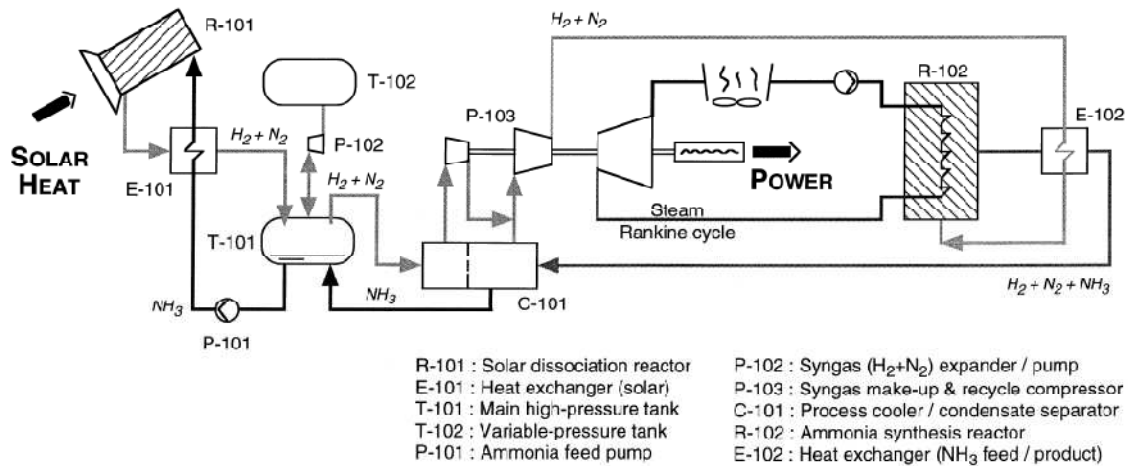 R-101
SOLAR
HEAT
E-101
H2 + N2
T-102
P-102
T-101
H2 + N2
NH3
P-101
NH3
C-101
P-103
H2 + N2
POWER
Steam
Rankine cycle
R-102
E-102
H2 + N2 + NH3
R-101 : Solar dissociation reactor
E-101 : Heat exchanger (solar)
T-101 : Main high-pressure tank
T-102 : Variable-pressure tank
P-101 : Ammonia feed pump
P-102 : Syngas (H2+N2) expander / pump
P-103 : Syngas make-up & recycle compressor
C-101 : Process cooler / condensate separator
R-102 : Ammonia synthesis reactor
E-102 : Heat exchanger (NH3 feed / product)